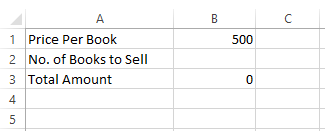 A B C
1 Price Per Book 500
2 No. of Books to Sell
3 Total Amount 0
4
5